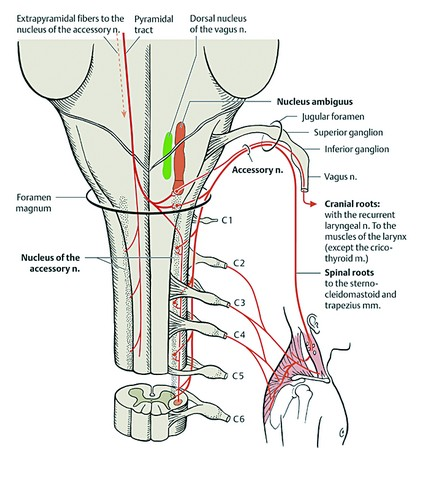 Extrapyramidal fibers to the
nucleus of the accessory n.
Pyramidal
tract
Dorsal nucleus
of the vagus n.
Nucleus ambiguus
Jugular foramen
Superior ganglion
Inferior ganglion
Accessory n.
Vagus n.
Foramen
magnum
Cranial roots:
with the recurrent
laryngeal n. To the
muscles of the larynx
(except the crico-
thyroid m.)
C1
Nucleus of the
accessory n.
C2
Spinal roots
to the sterno-
cleidomastoid and
trapezius mm.
C3
C4
C5
C6